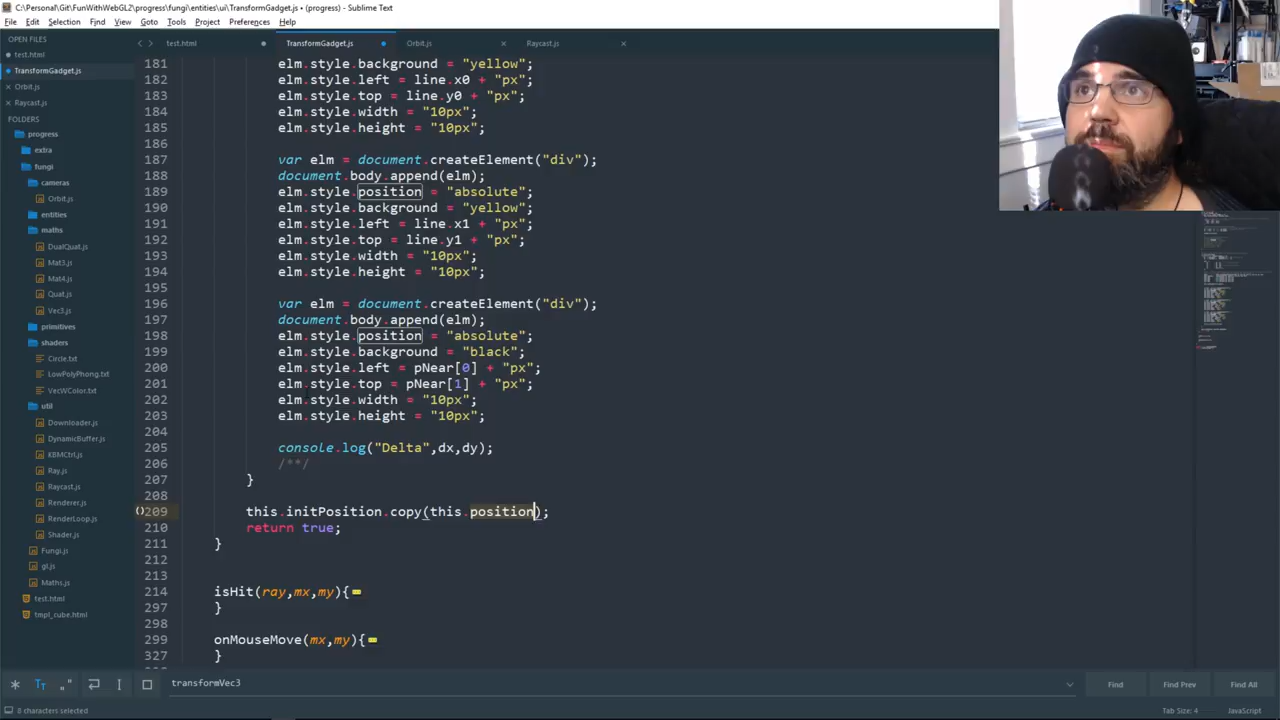 C:\Personal\Git\FunWithWebGL2\progress\fungi\entities\ui\TransformGadget.js • (progress) - Sublime Text
File Edit Selection Find View Goto Tools Project Preferences Help
OPEN FILES
test.html
TransformGadget.js
Orbit.js
Raycast.js
FOLDERS
progress
extra
fungi
cameras
Orbit.js
entities
maths
DualQuat.js
Mat3.js
Mat4.js
Quat.js
Vec3.js
primitives
shaders
Circle.txt
LowPolyPhong.txt
VecWColor.txt
util
Downloader.js
DynamicBuffer.js
KBMCtrl.js
Ray.js
Raycast.js
Renderer.js
RenderLoop.js
Shader.js
Fungi.js
gl.js
Maths.js
test.html
tmpl_cube.html
test.html TransformGadget.js Orbit.js Raycast.js
181 elm.style.background = "yellow";
182 elm.style.left = line.x0 + "px";
183 elm.style.top = line.y0 + "px";
184 elm.style.width = "10px";
185 elm.style.height = "10px";
186
187 var elm = document.createElement("div");
188 document.body.append(elm);
189 elm.style.position = "absolute";
190 elm.style.background = "yellow";
191 elm.style.left = line.x1 + "px";
192 elm.style.top = line.y1 + "px";
193 elm.style.width = "10px";
194 elm.style.height = "10px";
195
196 var elm = document.createElement("div");
197 document.body.append(elm);
198 elm.style.position = "absolute";
199 elm.style.background = "black";
200 elm.style.left = pNear[0] + "px";
201 elm.style.top = pNear[1] + "px";
202 elm.style.width = "10px";
203 elm.style.height = "10px";
204
205 console.log("Delta",dx,dy);
206 /**/
207 }
208
209 this.initPosition.copy(this.position);
210 return true;
211 }
212
213
214 isHit(ray,mx,my){
297 }
298
299 onMouseMove(mx,my){
327 }
transformVec3
Find Find Prev Find All
8 characters selected
Tab Size: 4 JavaScript